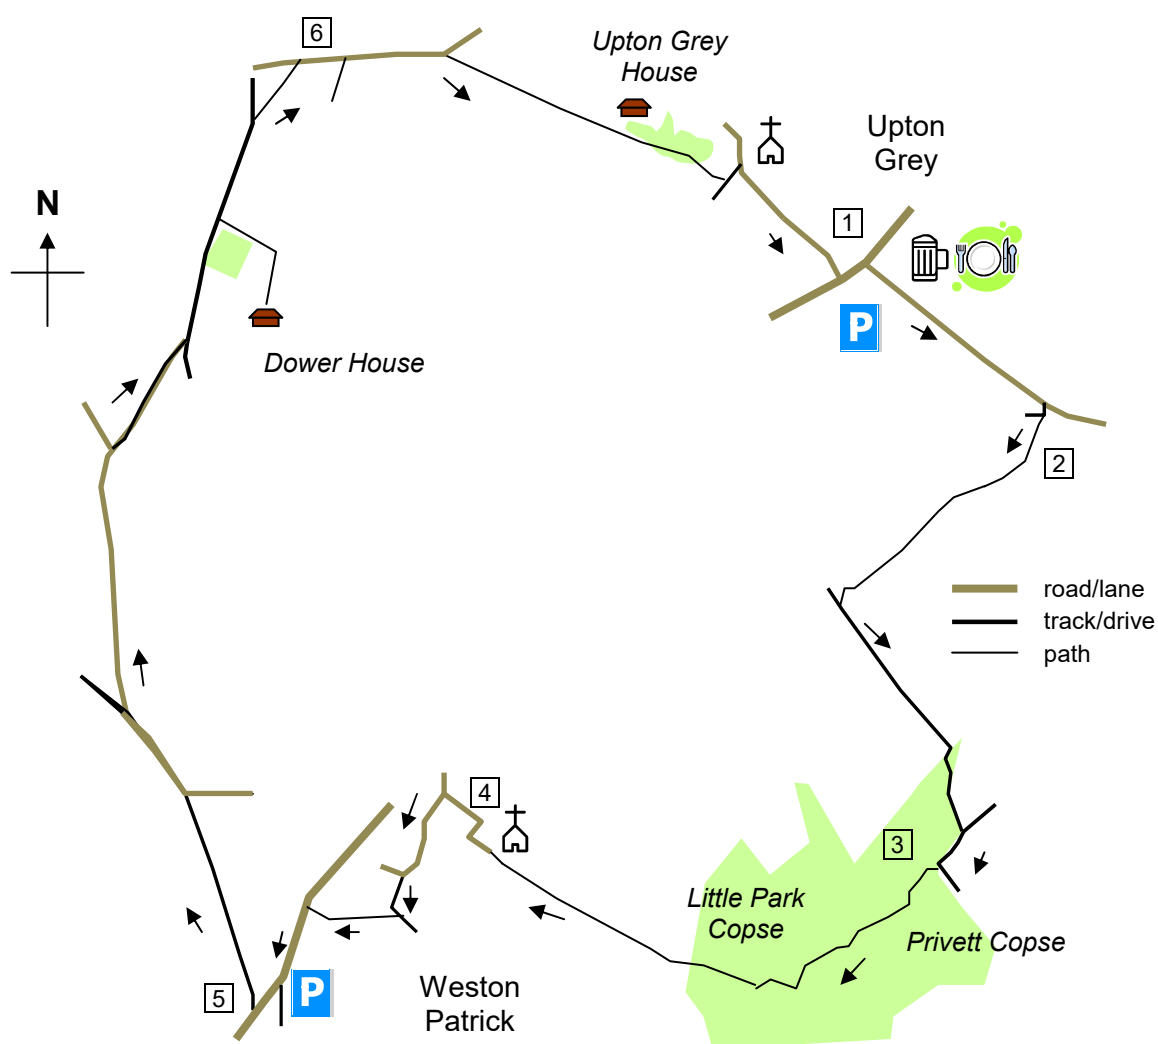 6
Upton Grey
House
Upton
Grey
N
1
P
Dower House
2
road/lane
track/drive
path
4
3
Little Park
Copse
Privett Copse
5
P
Weston
Patrick